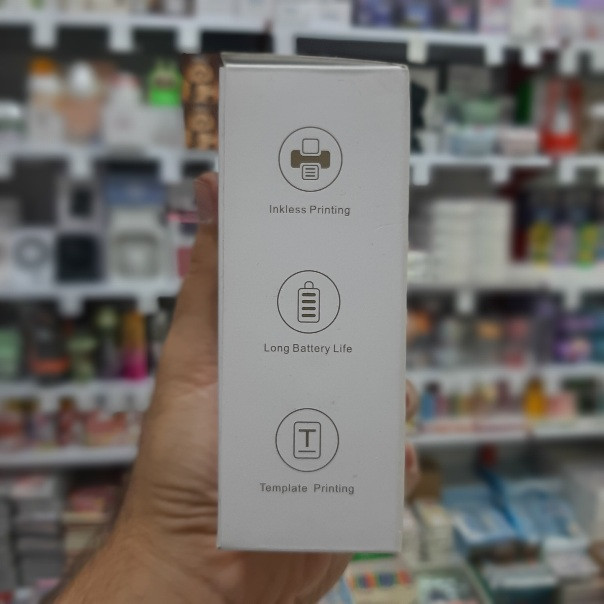 Inkless Printing
Long Battery Life
T
Template Printing